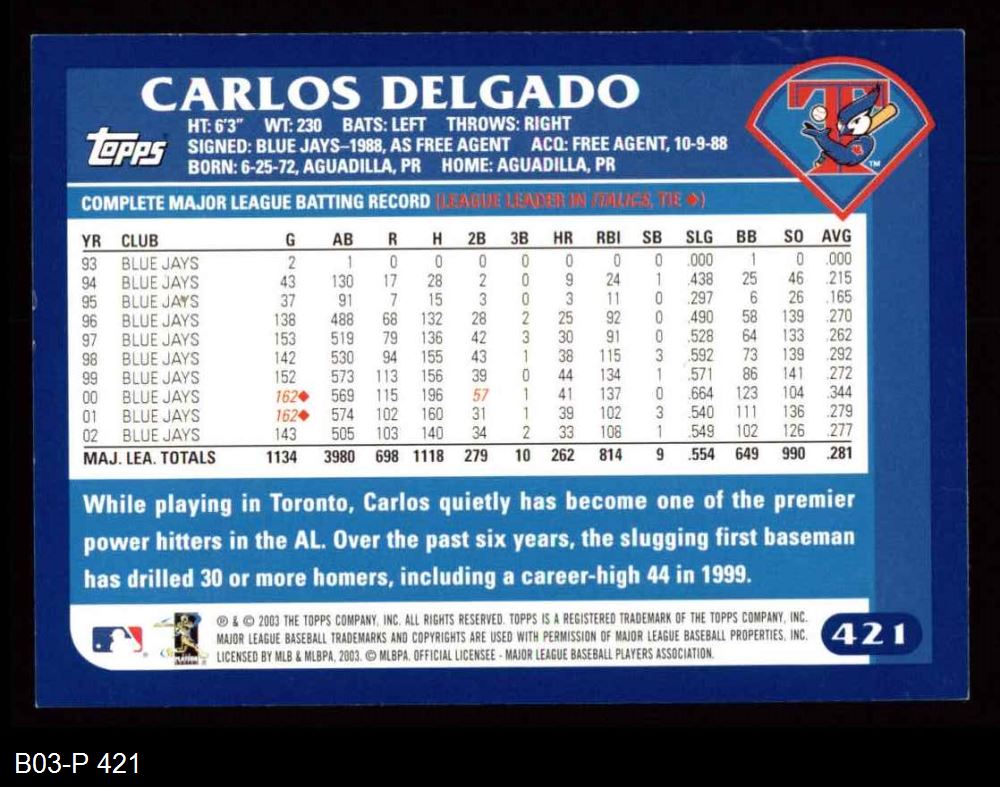 CARLOS DELGADO
topps
HT: 6'3" WT: 230 BATS: LEFT THROWS: RIGHT
SIGNED: BLUE JAYS–1988, AS FREE AGENT ACQ: FREE AGENT, 10-9-88
BORN: 6-25-72, AGUADILLA, PR HOME: AGUADILLA, PR
T
TM
COMPLETE MAJOR LEAGUE BATTING RECORD (LEAGUE LEADER IN ITALICS, TIE ◆)
YR CLUB G AB R H 2B 3B HR RBI SB SLG BB SO AVG
93 BLUE JAYS 2 1 0 0 0 0 0 0 0 .000 1 0 .000
94 BLUE JAYS 43 130 17 28 2 0 9 24 1 .438 25 46 .215
95 BLUE JAYS 37 91 7 15 3 0 3 11 0 .297 6 26 .165
96 BLUE JAYS 138 488 68 132 28 2 25 92 0 .490 58 139 .270
97 BLUE JAYS 153 519 79 136 42 3 30 91 0 .528 64 133 .262
98 BLUE JAYS 142 530 94 155 43 1 38 115 3 .592 73 139 .292
99 BLUE JAYS 152 573 113 156 39 0 44 134 1 .571 86 141 .272
00 BLUE JAYS 162◆ 569 115 196 57 1 41 137 0 .664 123 104 .344
01 BLUE JAYS 162◆ 574 102 160 31 1 39 102 3 .540 111 136 .279
02 BLUE JAYS 143 505 103 140 34 2 33 108 1 .549 102 126 .277
MAJ. LEA. TOTALS 1134 3980 698 1118 279 10 262 814 9 .554 649 990 .281
While playing in Toronto, Carlos quietly has become one of the premier
power hitters in the AL. Over the past six years, the slugging first baseman
has drilled 30 or more homers, including a career-high 44 in 1999.
® & © 2003 THE TOPPS COMPANY, INC. ALL RIGHTS RESERVED. TOPPS IS A REGISTERED TRADEMARK OF THE TOPPS COMPANY, INC.
MAJOR LEAGUE BASEBALL TRADEMARKS AND COPYRIGHTS ARE USED WITH PERMISSION OF MAJOR LEAGUE BASEBALL PROPERTIES, INC.
LICENSED BY MLB & MLBPA, 2003. © MLBPA. OFFICIAL LICENSEE - MAJOR LEAGUE BASEBALL PLAYERS ASSOCIATION.
421
B03-P 421